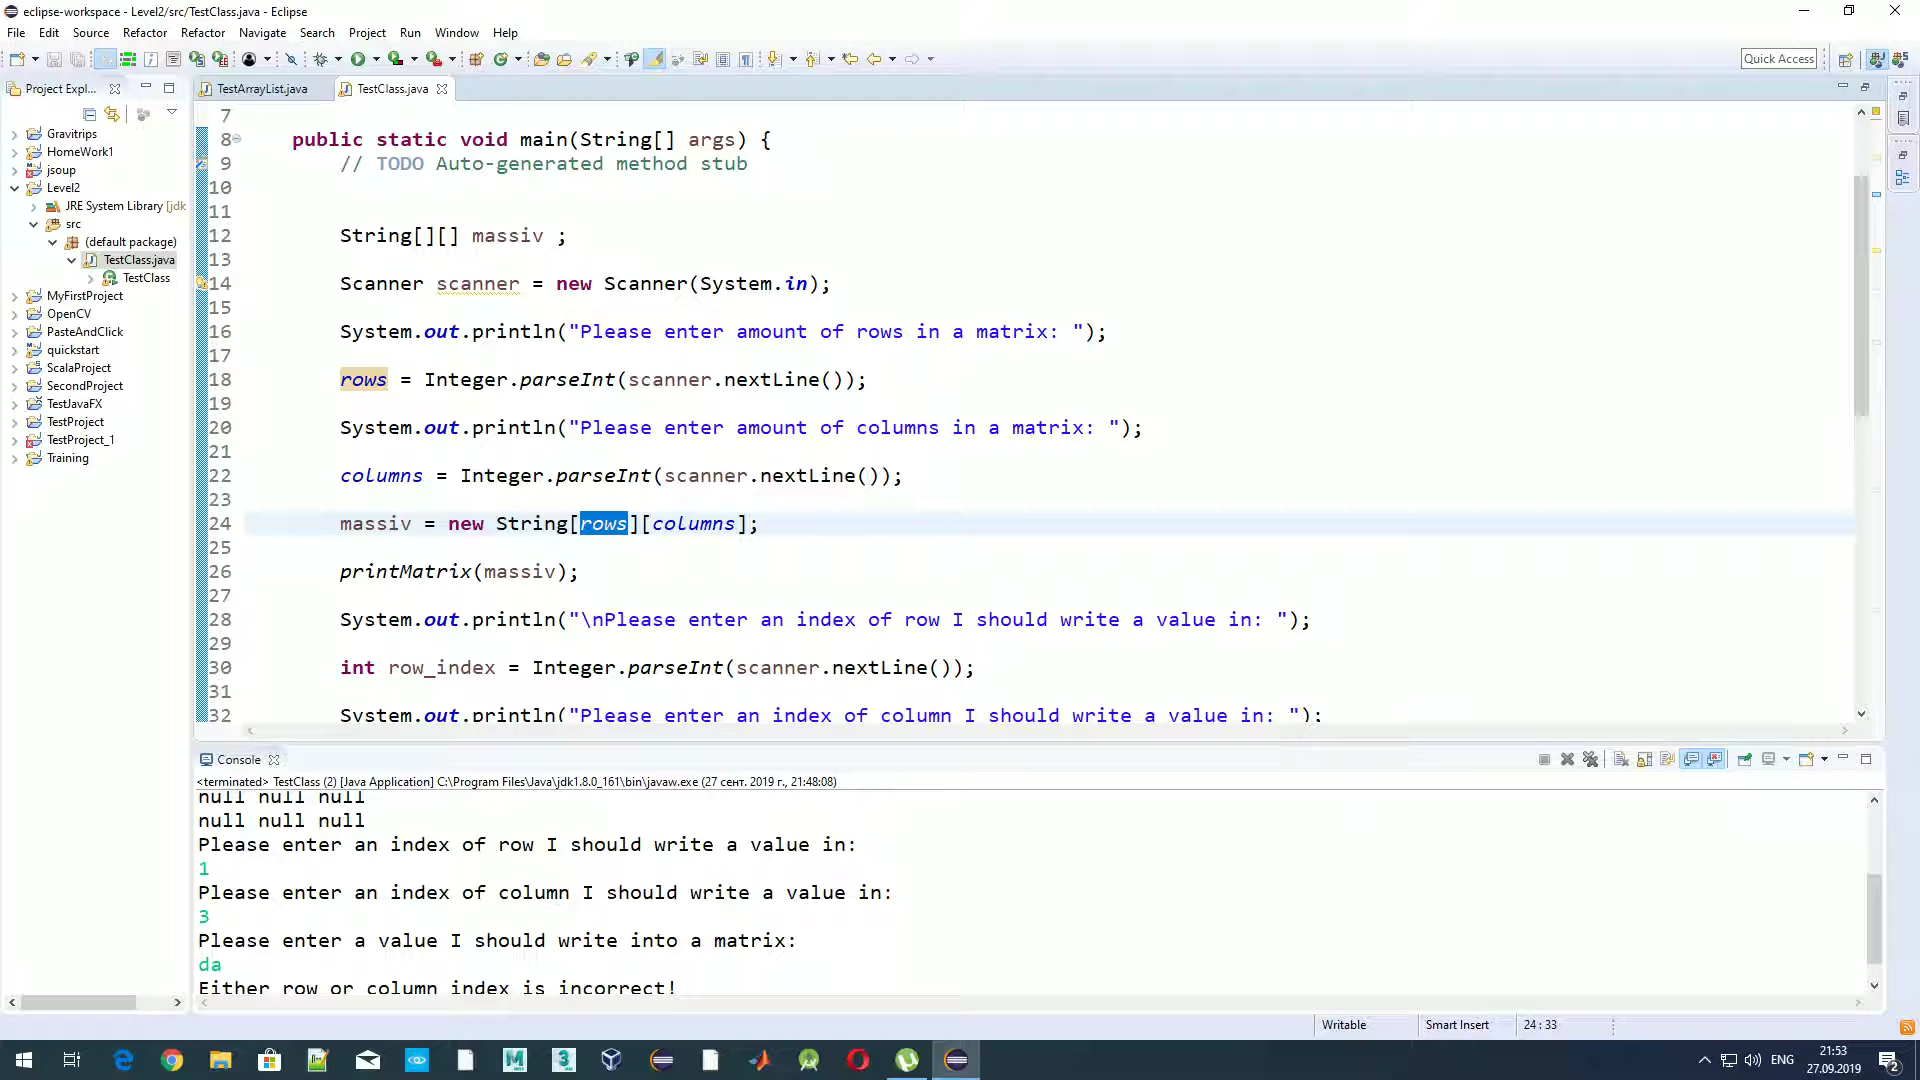 eclipse-workspace - Level2/src/TestClass.java - Eclipse
File Edit Source Refactor Refactor Navigate Search Project Run Window Help
Quick Access
Project Expl...
TestArrayList.java
TestClass.java
Gravitrips
HomeWork1
jsoup
Level2
JRE System Library [jdk
src
(default package)
TestClass.java
TestClass
MyFirstProject
OpenCV
PasteAndClick
quickstart
ScalaProject
SecondProject
TestJavaFX
TestProject
TestProject_1
Training
7
8 public static void main(String[] args) {
9 // TODO Auto-generated method stub
10
11
12 String[][] massiv ;
13
14 Scanner scanner = new Scanner(System.in);
15
16 System.out.println("Please enter amount of rows in a matrix: ");
17
18 rows = Integer.parseInt(scanner.nextLine());
19
20 System.out.println("Please enter amount of columns in a matrix: ");
21
22 columns = Integer.parseInt(scanner.nextLine());
23
24 massiv = new String[rows][columns];
25
26 printMatrix(massiv);
27
28 System.out.println("\nPlease enter an index of row I should write a value in: ");
29
30 int row_index = Integer.parseInt(scanner.nextLine());
31
32 System.out.println("Please enter an index of column I should write a value in: ");
Console
<terminated> TestClass (2) [Java Application] C:\Program Files\Java\jdk1.8.0_161\bin\javaw.exe (27 сент. 2019 г., 21:48:08)
null null null
null null null
Please enter an index of row I should write a value in:
1
Please enter an index of column I should write a value in:
3
Please enter a value I should write into a matrix:
da
Either row or column index is incorrect!
Writable
Smart Insert
24 : 33
ENG
21:53
27.09.2019
2